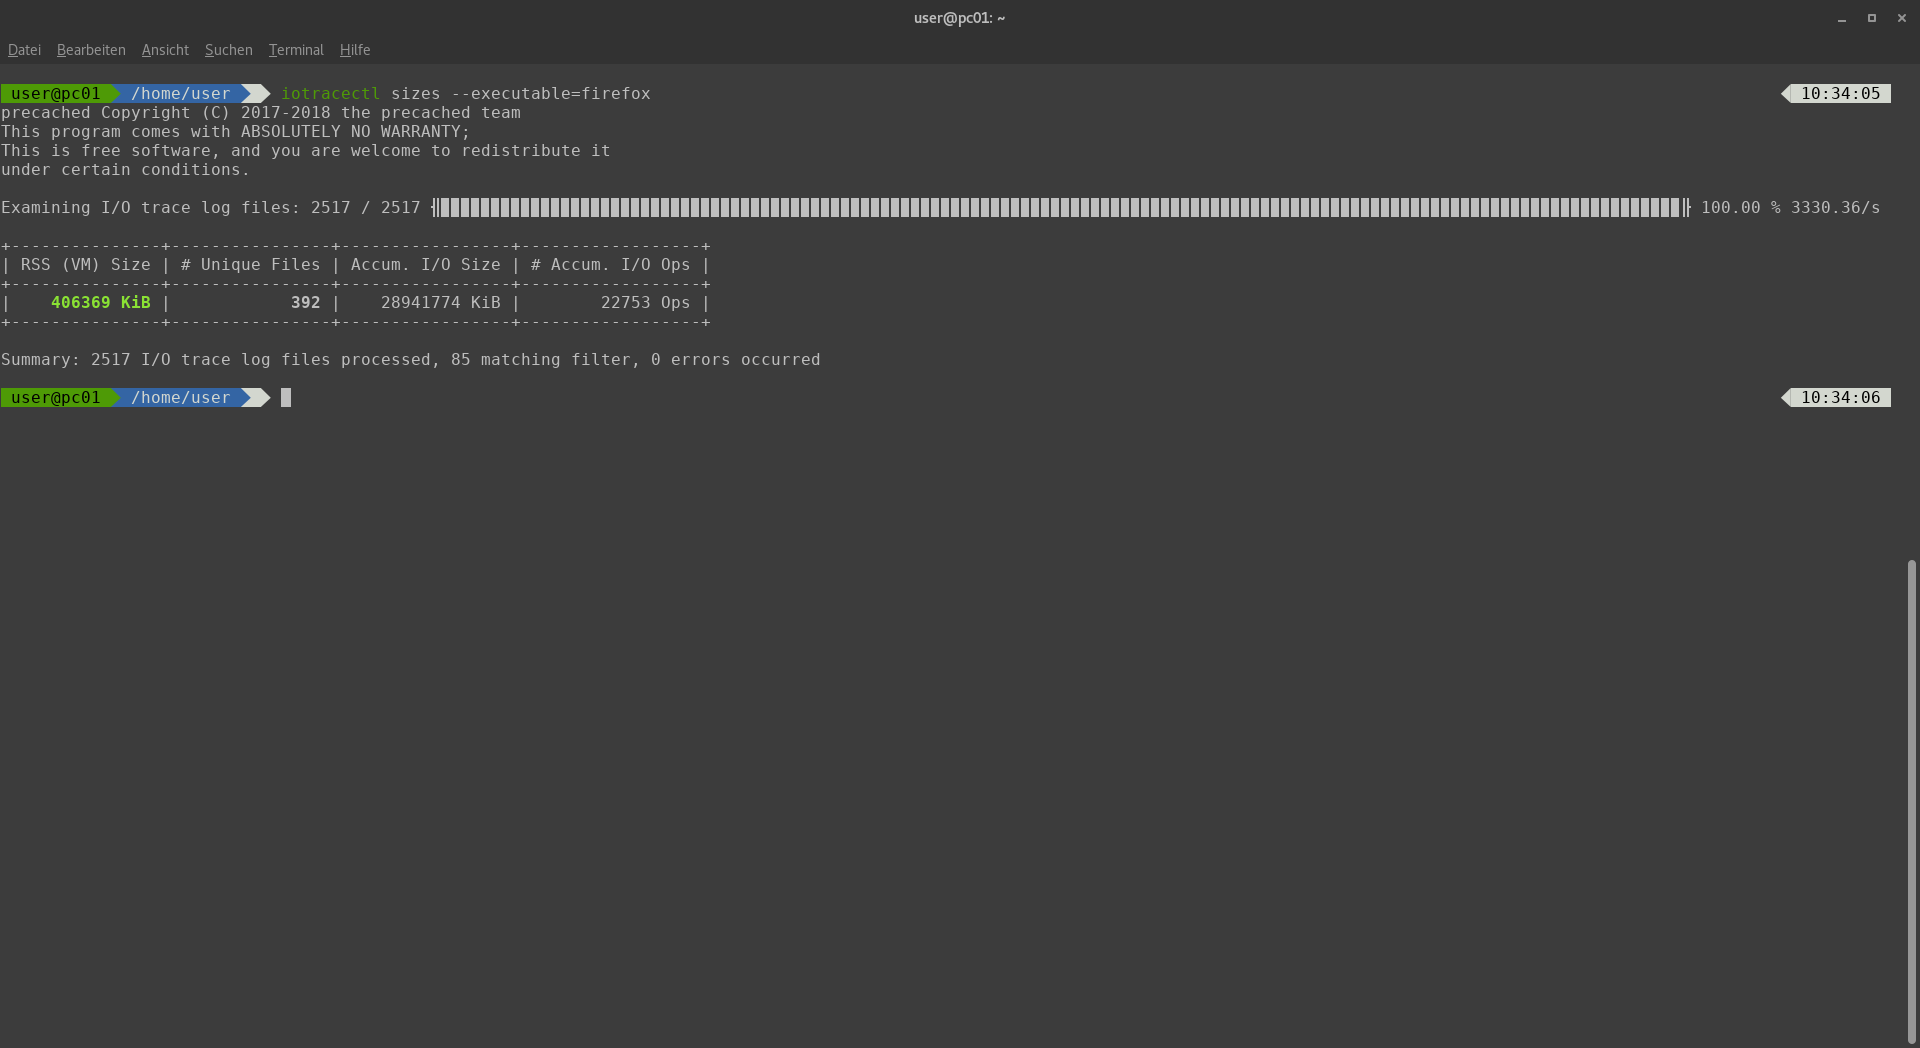 user@pc01: ~
Datei Bearbeiten Ansicht Suchen Terminal Hilfe
user@pc01 /home/user iotracectl sizes --executable=firefox 10:34:05
precached Copyright (C) 2017-2018 the precached team
This program comes with ABSOLUTELY NO WARRANTY;
This is free software, and you are welcome to redistribute it
under certain conditions.
Examining I/O trace log files: 2517 / 2517 100.00 % 3330.36/s
+---------------+----------------+-----------------+------------------+
| RSS (VM) Size | # Unique Files | Accum. I/O Size | # Accum. I/O Ops |
+---------------+----------------+-----------------+------------------+
|    406369 KiB |            392 |    28941774 KiB |        22753 Ops |
+---------------+----------------+-----------------+------------------+
Summary: 2517 I/O trace log files processed, 85 matching filter, 0 errors occurred
user@pc01 /home/user 10:34:06